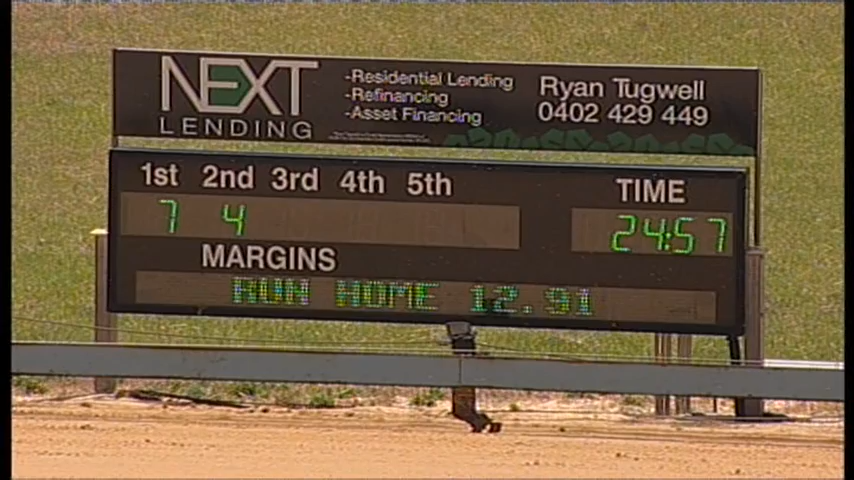 NEXT
LENDING
-Residential Lending
-Refinancing
-Asset Financing
Ryan Tugwell
0402 429 449
1st 2nd 3rd 4th 5th
TIME
7 4
24:57
MARGINS
RUN HOME 12.91